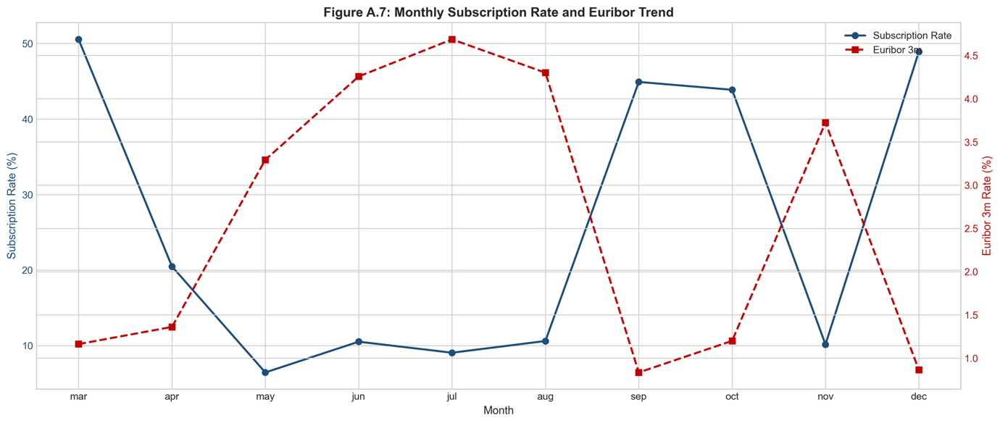 Figure A.7: Monthly Subscription Rate and Euribor Trend
Subscription Rate
Euribor 3m
Subscription Rate (%)
50
40
30
20
10
4.5
4.0
3.5
3.0
2.5
2.0
1.5
1.0
Euribor 3m Rate (%)
mar apr may jun jul aug sep oct nov dec
Month